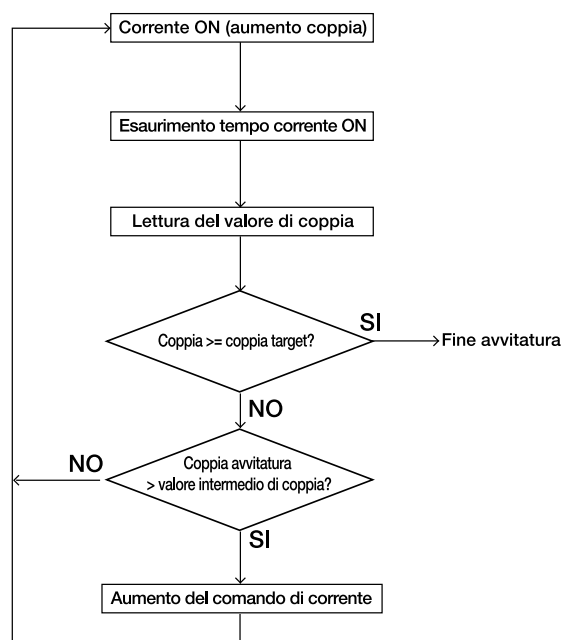 Corrente ON (aumento coppia)
Esaurimento tempo corrente ON
Lettura del valore di coppia
Coppia >= coppia target?
SI
Fine avvitatura
NO
Coppia avvitatura
> valore intermedio di coppia?
NO
SI
Aumento del comando di corrente